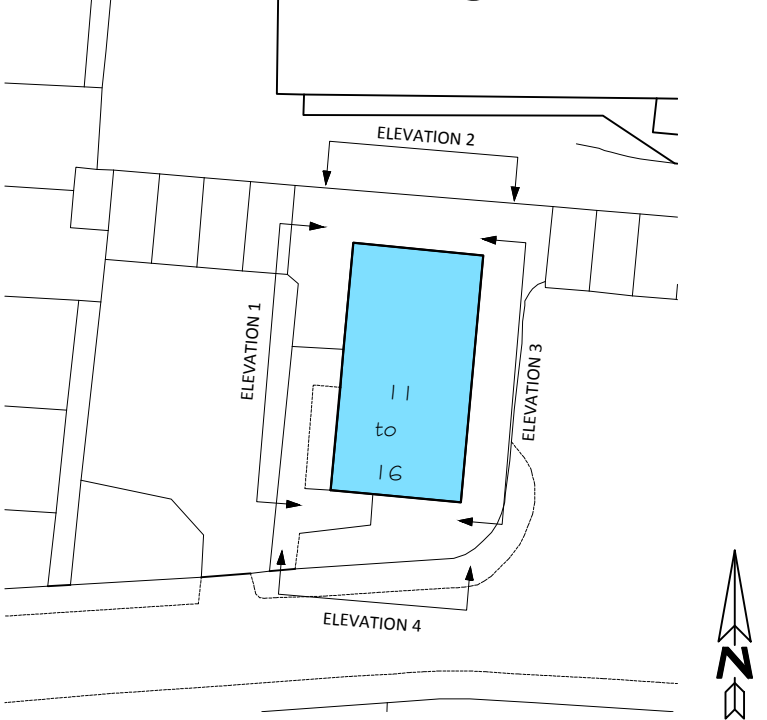 ELEVATION 2
ELEVATION 1
ELEVATION 3
11
to
16
ELEVATION 4
N